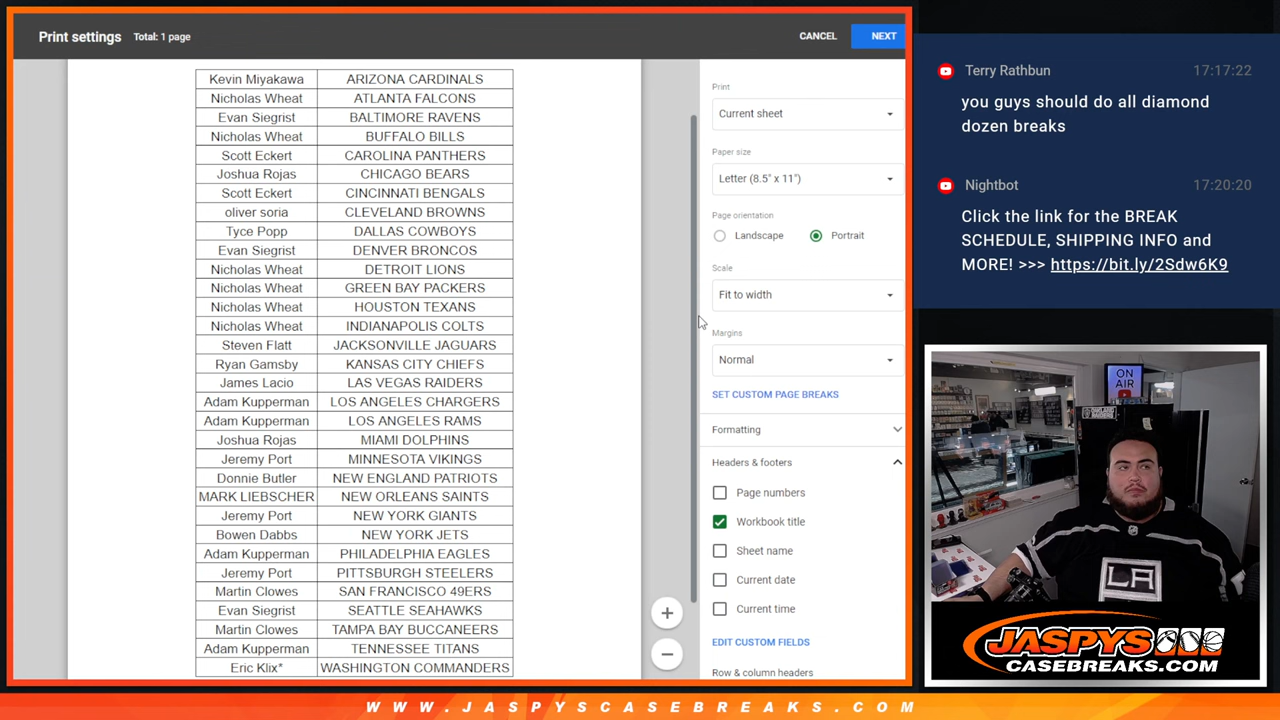 Print settings Total: 1 page CANCEL NEXT
Kevin Miyakawa ARIZONA CARDINALS
Nicholas Wheat ATLANTA FALCONS
Evan Siegrist BALTIMORE RAVENS
Nicholas Wheat BUFFALO BILLS
Scott Eckert CAROLINA PANTHERS
Joshua Rojas CHICAGO BEARS
Scott Eckert CINCINNATI BENGALS
oliver soria CLEVELAND BROWNS
Tyce Popp DALLAS COWBOYS
Evan Siegrist DENVER BRONCOS
Nicholas Wheat DETROIT LIONS
Nicholas Wheat GREEN BAY PACKERS
Nicholas Wheat HOUSTON TEXANS
Nicholas Wheat INDIANAPOLIS COLTS
Steven Flatt JACKSONVILLE JAGUARS
Ryan Gamsby KANSAS CITY CHIEFS
James Lacio LAS VEGAS RAIDERS
Adam Kupperman LOS ANGELES CHARGERS
Adam Kupperman LOS ANGELES RAMS
Joshua Rojas MIAMI DOLPHINS
Jeremy Port MINNESOTA VIKINGS
Donnie Butler NEW ENGLAND PATRIOTS
MARK LIEBSCHER NEW ORLEANS SAINTS
Jeremy Port NEW YORK GIANTS
Bowen Dabbs NEW YORK JETS
Adam Kupperman PHILADELPHIA EAGLES
Jeremy Port PITTSBURGH STEELERS
Martin Clowes SAN FRANCISCO 49ERS
Evan Siegrist SEATTLE SEAHAWKS
Martin Clowes TAMPA BAY BUCCANEERS
Adam Kupperman TENNESSEE TITANS
Eric Klix* WASHINGTON COMMANDERS
Print
Current sheet
Paper size
Letter (8.5" x 11")
Page orientation
Landscape Portrait
Scale
Fit to width
Margins
Normal
SET CUSTOM PAGE BREAKS
Formatting
Headers & footers
Page numbers
Workbook title
Sheet name
Current date
Current time
EDIT CUSTOM FIELDS
Row & column headers
Terry Rathbun 17:17:22
you guys should do all diamond
dozen breaks
Nightbot 17:20:20
Click the link for the BREAK
SCHEDULE, SHIPPING INFO and
MORE! >>> https://bit.ly/2Sdw6K9
ON
AIR
LA
JASPYS
CASEBREAKS.COM
WWW.JASPYSCASEBREAKS.COM